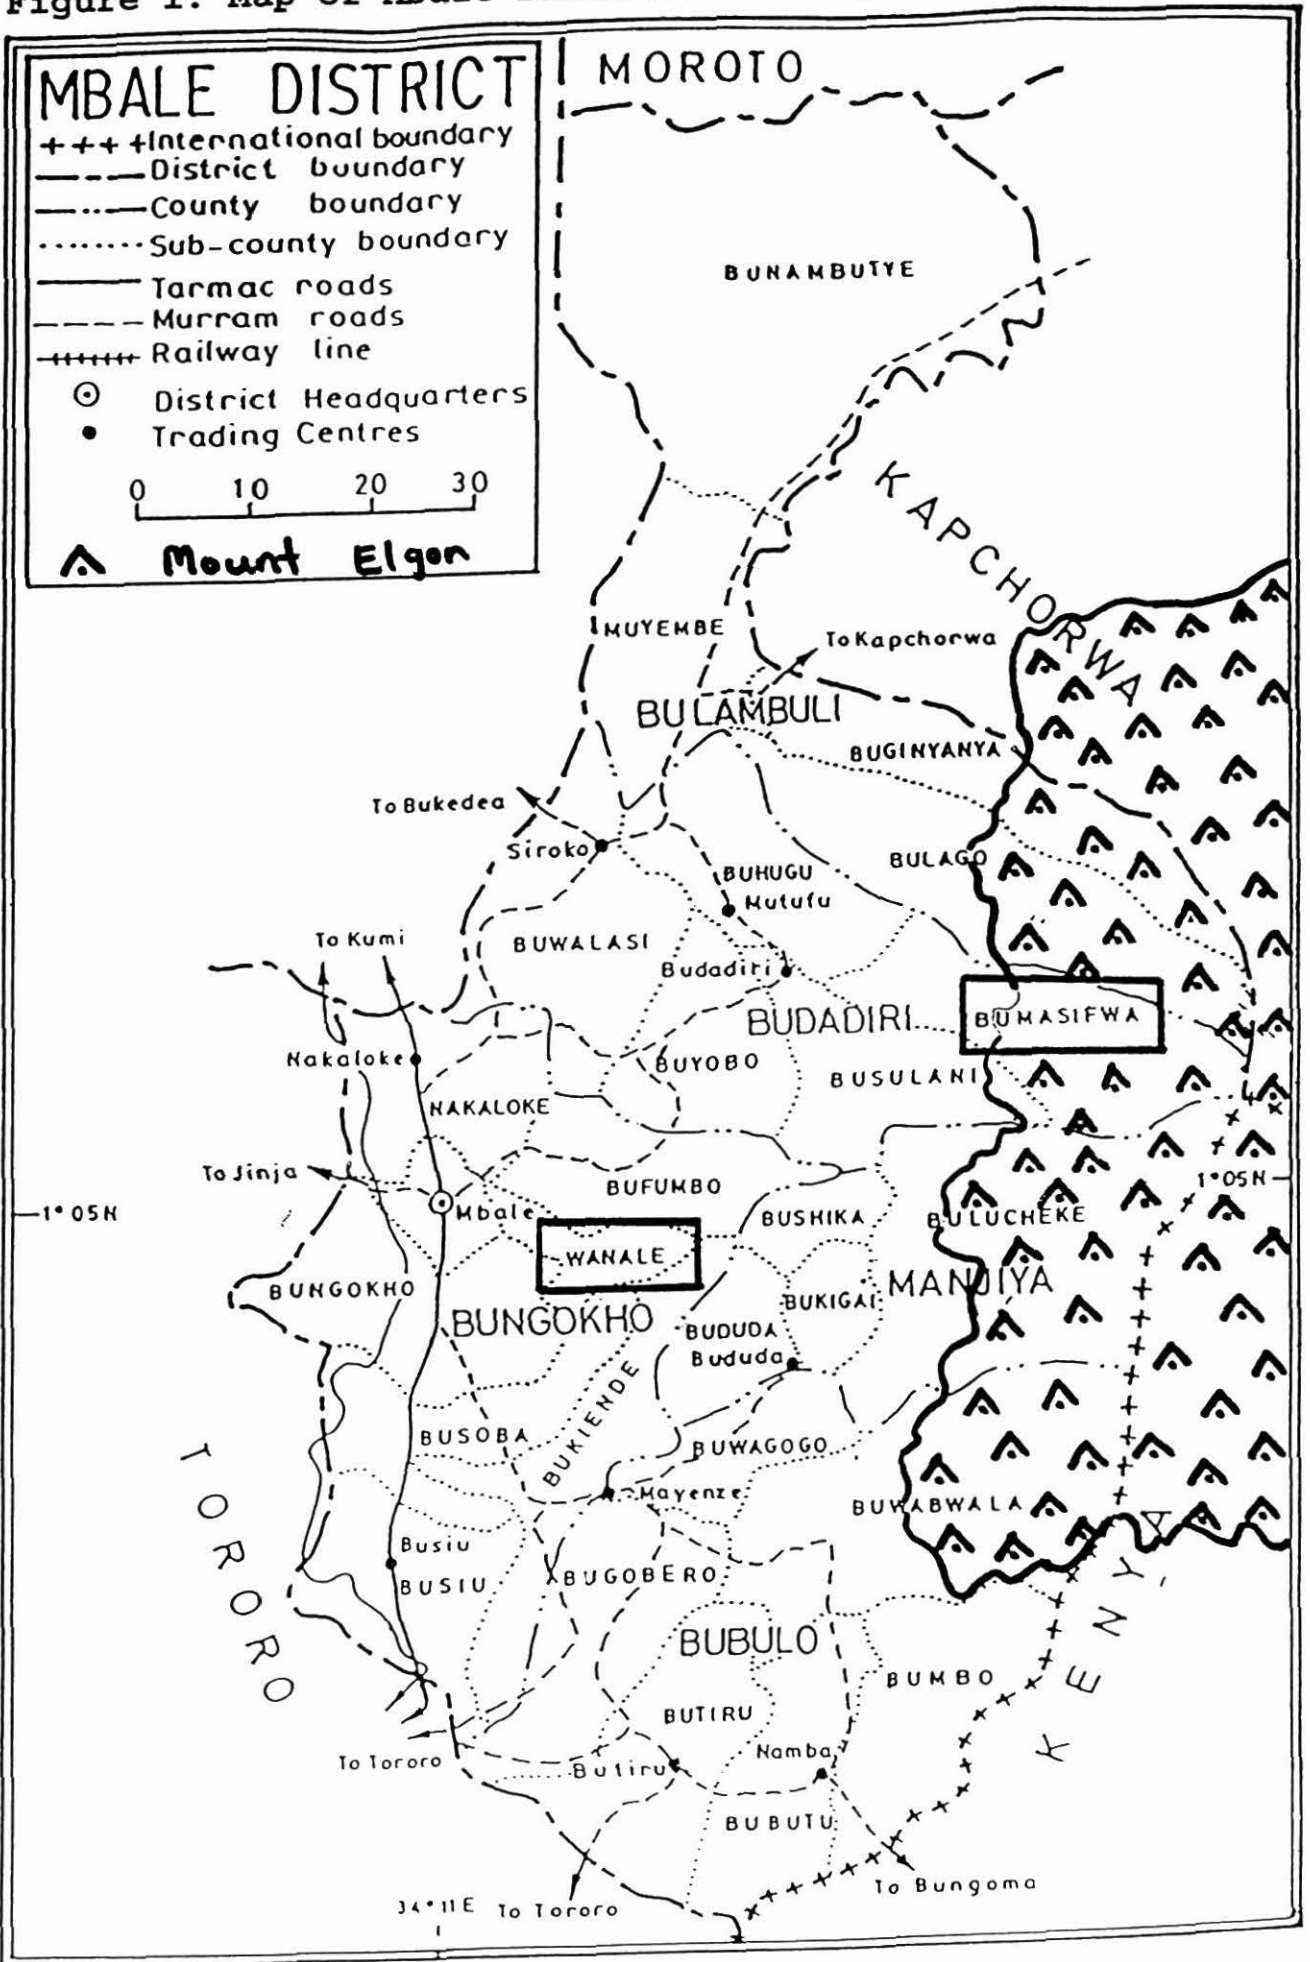 Figure 1: Map of Mbale
MBALE DISTRICT
International boundary
District boundary
County boundary
Sub-county boundary
Tarmac roads
Murram roads
Railway line
District Headquarters
Trading Centres
0 10 20 30
Mount Elgon
MOROTO
BUNAMBUTYE
KAPCHORWA
MUYEMBE
To Kapchorwa
BULAMBULI
BUGINYANYA
To Bukedea
Siroko
BULAGO
BUHUGU
Mutufu
To Kumi
BUWALASI
Budadiri
BUDADIRI
BUMASIFWA
Nakaloke
BUYOBO
BUSULANI
NAKALOKE
To Jinja
BUFUMBO
1°05N
1°05N
Mbale
BUSHIKA
BULUCHEKE
WANALE
BUNGOKHO
MANJIYA
BUKIGAI
BUNGOKHO
BUDUDA
Bududa
BUKIENDE
BUSOBA
BUWAGOGO
TORORO
Mayenze
BUWABWALA
Busiu
BUSIU
BUGOBERO
KENYA
BUBULO
BUMBO
BUTIRU
To Tororo
Butiru
Namba
BUBUTU
To Bungoma
34°11E
To Tororo